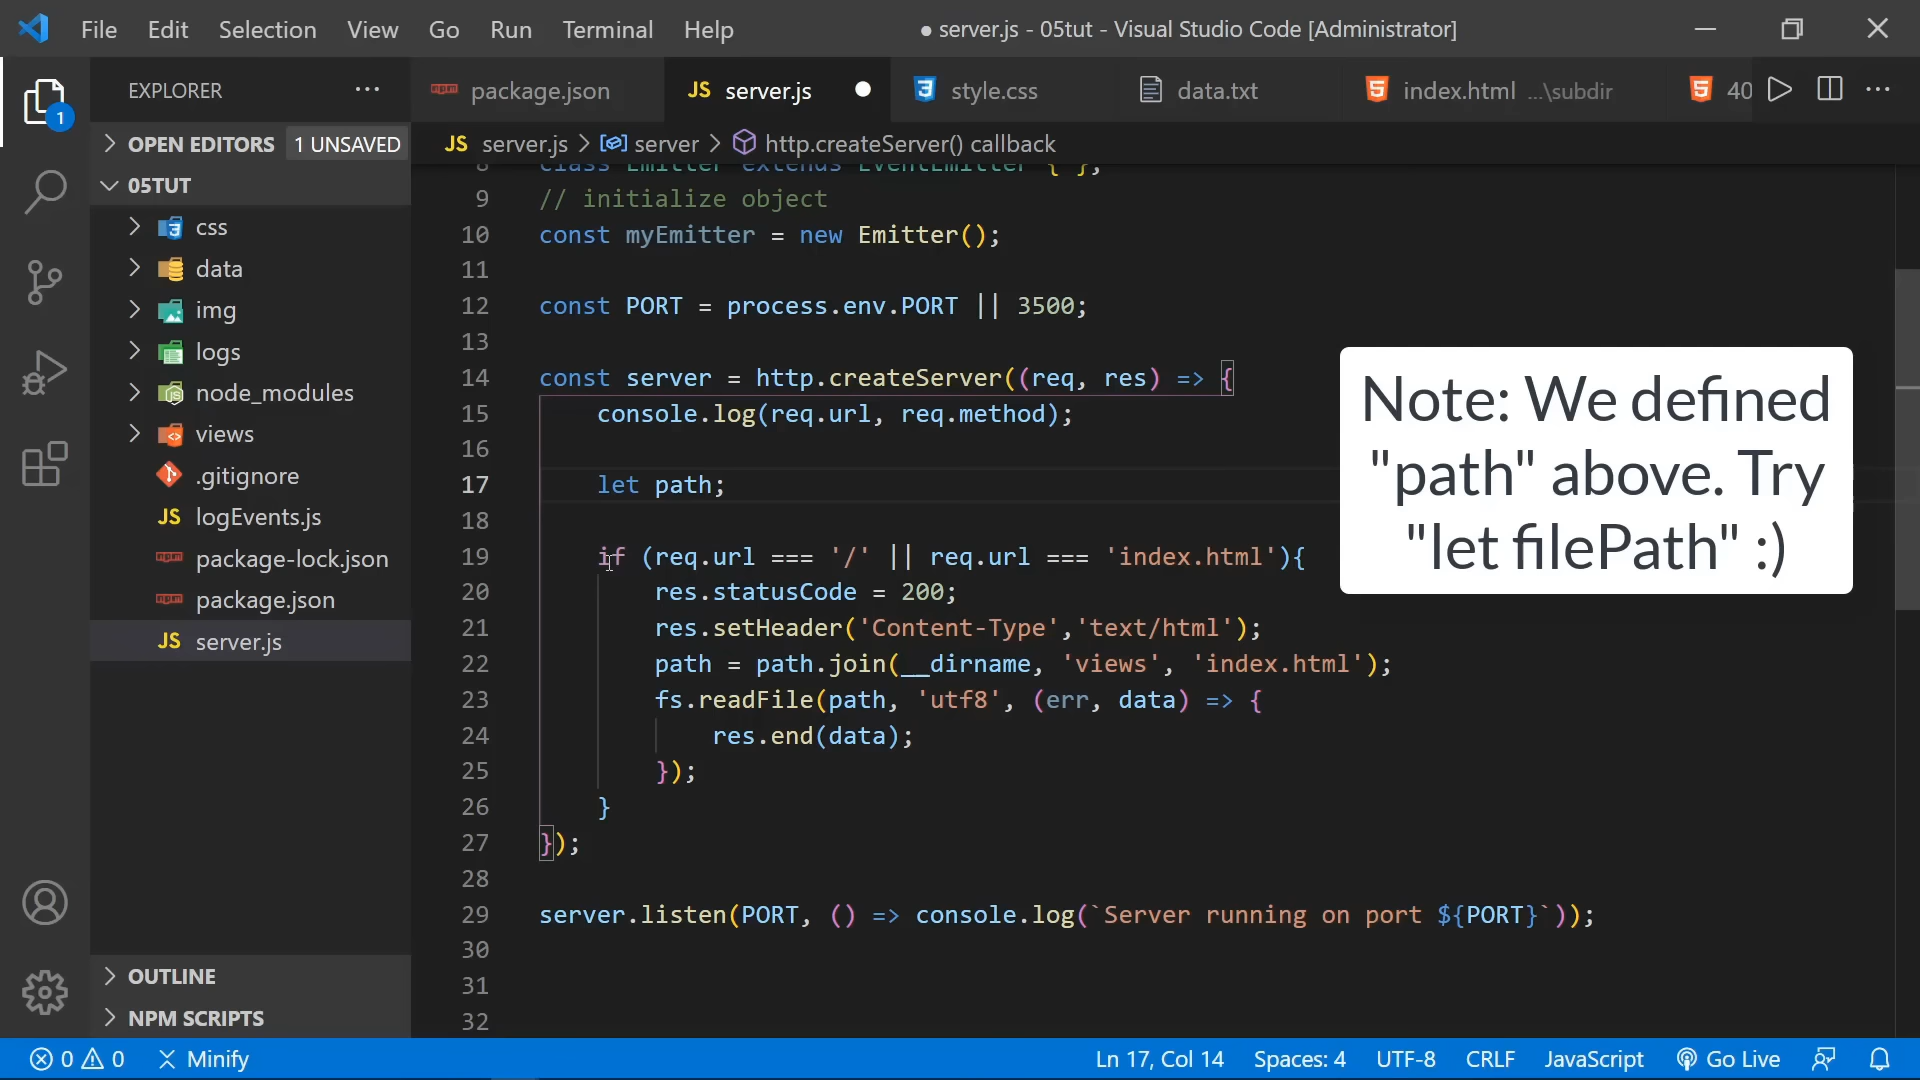 File Edit Selection View Go Run Terminal Help
● server.js - 05tut - Visual Studio Code [Administrator]
EXPLORER
package.json
JS server.js
style.css
data.txt
index.html ...\subdir
40
1
OPEN EDITORS 1 UNSAVED
JS server.js > server > http.createServer() callback
05TUT
css
data
img
logs
node_modules
views
.gitignore
JS logEvents.js
package-lock.json
package.json
JS server.js
OUTLINE
NPM SCRIPTS
8 class Emitter extends EventEmitter { };
9 // initialize object
10 const myEmitter = new Emitter();
11
12 const PORT = process.env.PORT || 3500;
13
14 const server = http.createServer((req, res) => {
15 console.log(req.url, req.method);
16
17 let path;
18
19 if (req.url === '/' || req.url === 'index.html'){
20 res.statusCode = 200;
21 res.setHeader('Content-Type','text/html');
22 path = path.join(__dirname, 'views', 'index.html');
23 fs.readFile(path, 'utf8', (err, data) => {
24 res.end(data);
25 });
26 }
27 });
28
29 server.listen(PORT, () => console.log(`Server running on port ${PORT}`));
30
31
32
Note: We defined
"path" above. Try
"let filePath" :)
0 0 Minify
Ln 17, Col 14 Spaces: 4 UTF-8 CRLF JavaScript Go Live